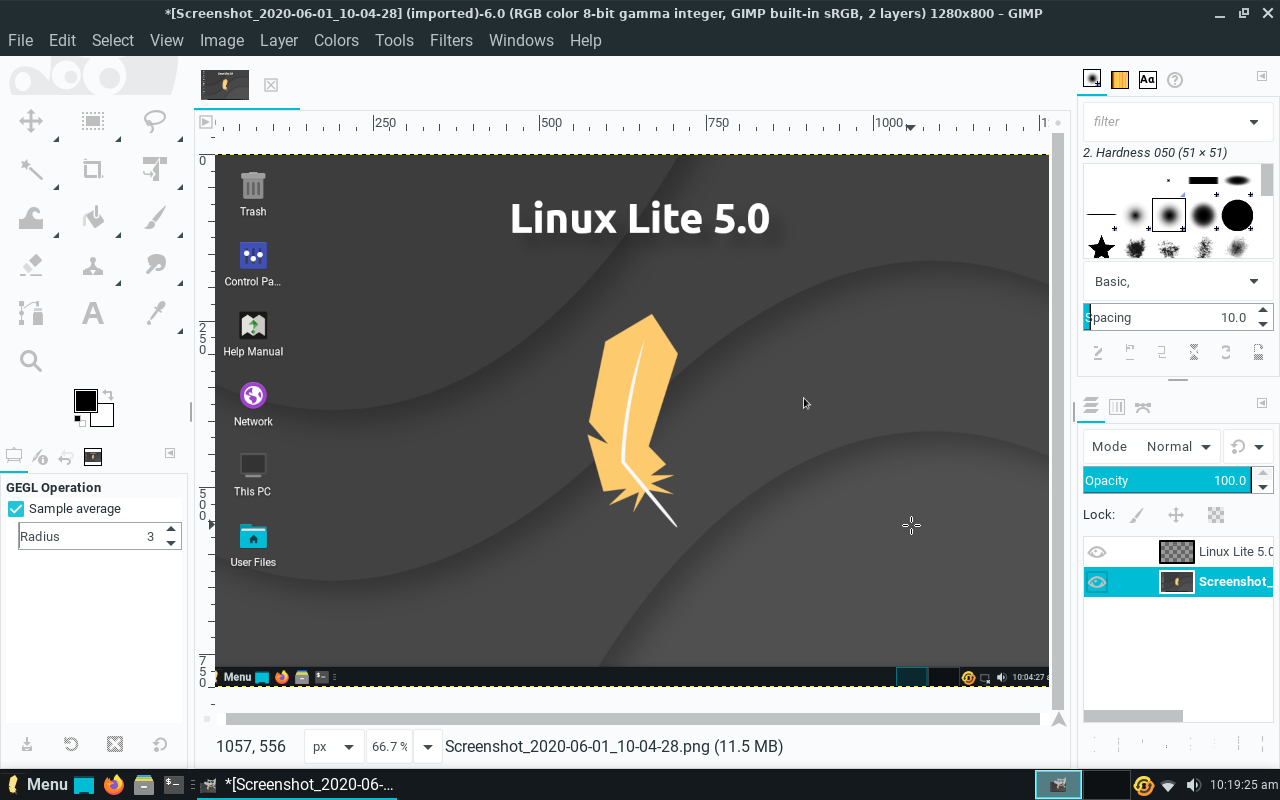 *[Screenshot_2020-06-01_10-04-28] (imported)-6.0 (RGB color 8-bit gamma integer, GIMP built-in sRGB, 2 layers) 1280x800 – GIMP
File Edit Select View Image Layer Colors Tools Filters Windows Help
250 500 750 1000
0
250
500
750
Trash
Control Pa...
Help Manual
Network
This PC
User Files
Linux Lite 5.0
Menu
10:04:27
GEGL Operation
Sample average
Radius 3
filter
2. Hardness 050 (51 × 51)
Basic,
Spacing 10.0
Mode Normal
Opacity 100.0
Lock:
Linux Lite 5.0
Screenshot_
1057, 556 px 66.7 % Screenshot_2020-06-01_10-04-28.png (11.5 MB)
Menu *[Screenshot_2020-06-... 10:19:25 am